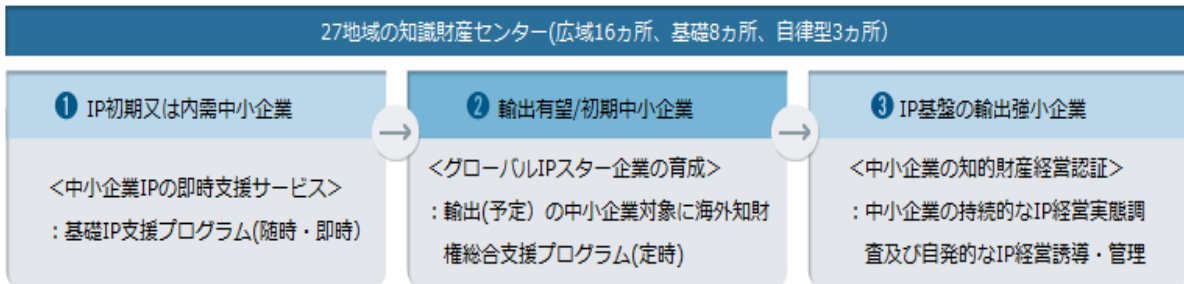 27地域の知識財産センター(広域16ヵ所、基礎8ヵ所、自律型3ヵ所)
❶ IP初期又は内需中小企業
<中小企業IPの即時支援サービス>
：基礎IP支援プログラム(随時・即時)
→
❷ 輸出有望/初期中小企業
<グローバルIPスター企業の育成>
：輸出(予定）の中小企業対象に海外知財
権総合支援プログラム(定時)
→
❸ IP基盤の輸出強小企業
<中小企業の知的財産経営認証>
：中小企業の持続的なIP経営実態調
査及び自発的なIP経営誘導・管理